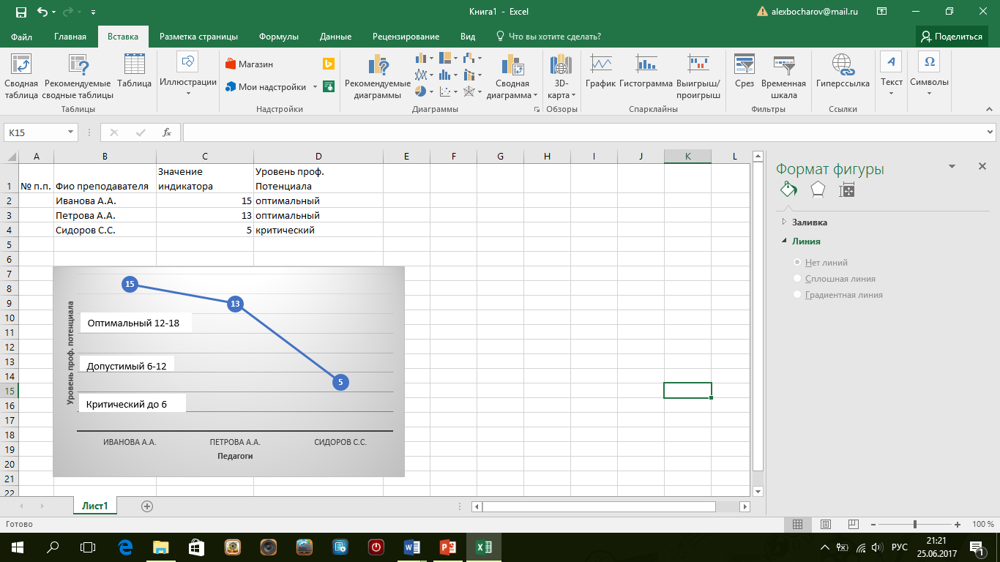 Книга1 - Excel
alexbocharov@mail.ru
Файл Главная Вставка Разметка страницы Формулы Данные Рецензирование Вид Что вы хотите сделать? Поделиться
Сводная таблица
Рекомендуемые сводные таблицы
Таблица
Таблицы
Иллюстрации
Магазин
Мои надстройки
Надстройки
Рекомендуемые диаграммы
Сводная диаграмма
Диаграммы
3D-карта
Обзоры
График Гистограмма Выигрыш/проигрыш
Спарклайны
Срез Временная шкала
Фильтры
Гиперссылка
Ссылки
Текст
Символы
K15
fx
A B C D E F G H I J K L
1 № п.п. Фио преподавателя Значение индикатора Уровень проф. Потенциала
2 Иванова А.А. 15 оптимальный
3 Петрова А.А. 13 оптимальный
4 Сидоров С.С. 5 критический
5
6
7
8
9
10
11
12
13
14
15
16
17
18
19
20
21
22
Уровень проф. потенциала
15
13
5
Оптимальный 12-18
Допустимый 6-12
Критический до 6
ИВАНОВА А.А. ПЕТРОВА А.А. СИДОРОВ С.С.
Педагоги
Формат фигуры
Заливка
Линия
Нет линий
Сплошная линия
Градиентная линия
Лист1
Готово
100 %
РУС
21:21
25.06.2017
1